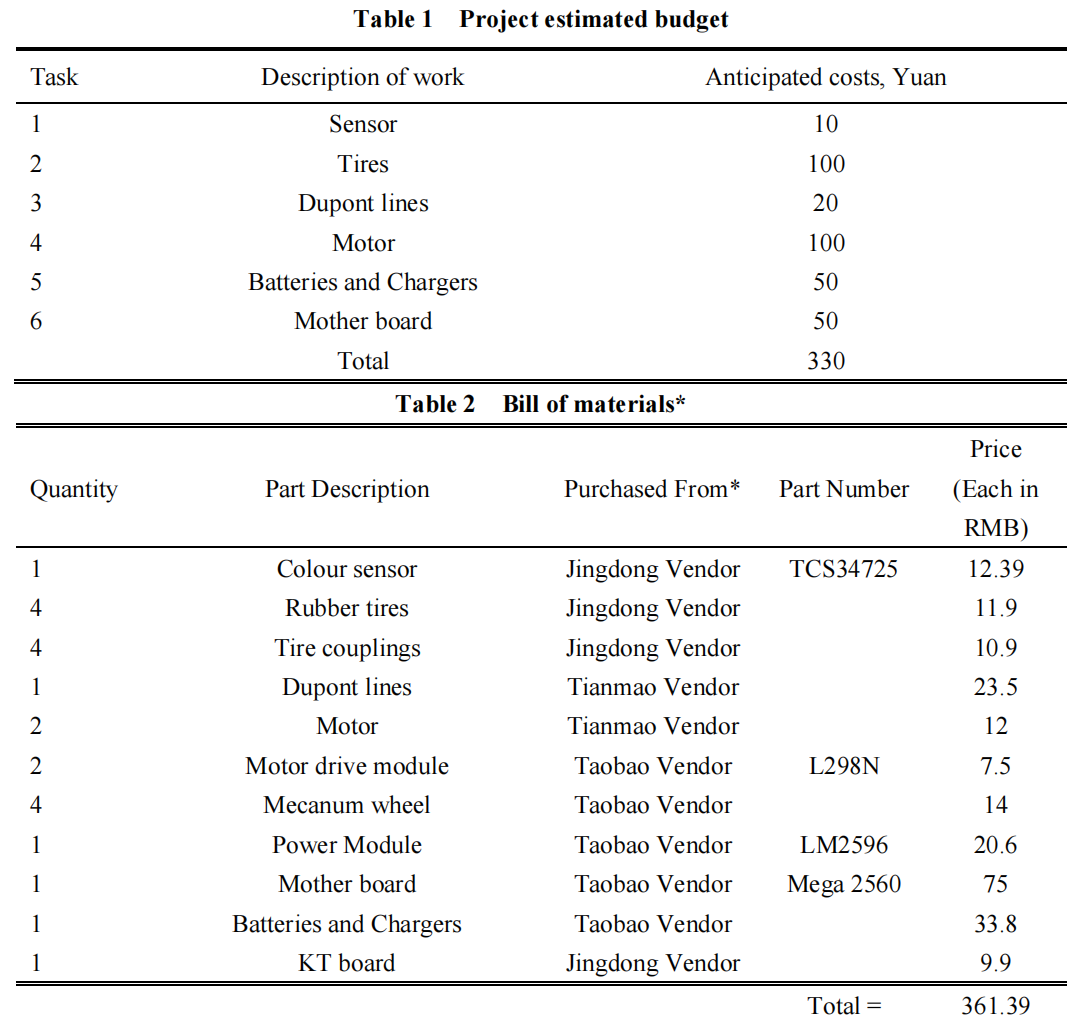 Table 1 Project estimated budget
Task Description of work Anticipated costs, Yuan
1 Sensor 10
2 Tires 100
3 Dupont lines 20
4 Motor 100
5 Batteries and Chargers 50
6 Mother board 50
Total 330
Table 2 Bill of materials*
Quantity Part Description Purchased From* Part Number Price (Each in RMB)
1 Colour sensor Jingdong Vendor TCS34725 12.39
4 Rubber tires Jingdong Vendor 11.9
4 Tire couplings Jingdong Vendor 10.9
1 Dupont lines Tianmao Vendor 23.5
2 Motor Tianmao Vendor 12
2 Motor drive module Taobao Vendor L298N 7.5
4 Mecanum wheel Taobao Vendor 14
1 Power Module Taobao Vendor LM2596 20.6
1 Mother board Taobao Vendor Mega 2560 75
1 Batteries and Chargers Taobao Vendor 33.8
1 KT board Jingdong Vendor 9.9
Total = 361.39